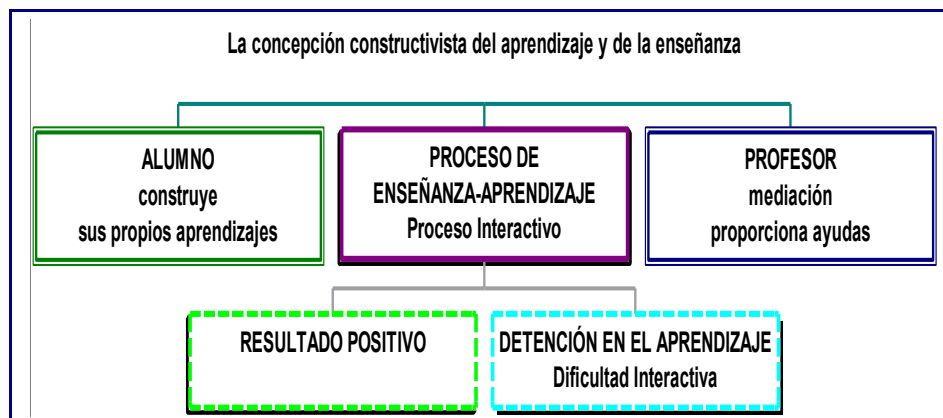 La concepción constructivista del aprendizaje y de la enseñanza
ALUMNO
construye
sus propios aprendizajes
PROCESO DE
ENSEÑANZA-APRENDIZAJE
Proceso Interactivo
PROFESOR
mediación
proporciona ayudas
RESULTADO POSITIVO
DETENCIÓN EN EL APRENDIZAJE
Dificultad Interactiva